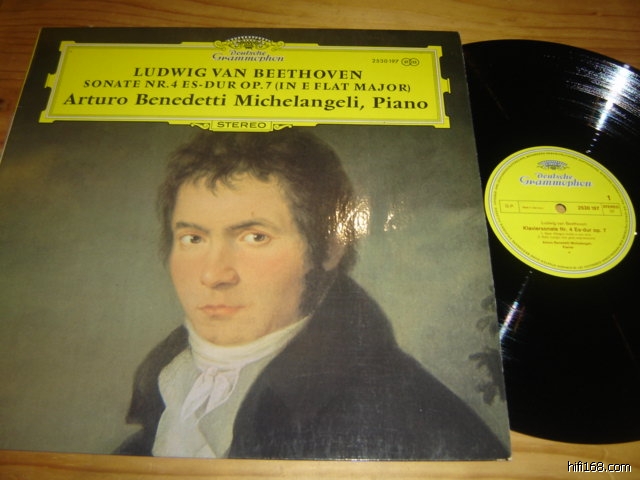 Deutsche
Grammophon
2530 197
LUDWIG VAN BEETHOVEN
SONATE NR. 4 ES-DUR OP. 7 (IN E FLAT MAJOR)
Arturo Benedetti Michelangeli, Piano
STEREO
Deutsche
Grammophon
1
2530 197
STEREO
Ludwig van Beethoven
Klaviersonate Nr. 4 Es-dur op. 7
Arturo Benedetti Michelangeli,
Klavier
hifi168.com